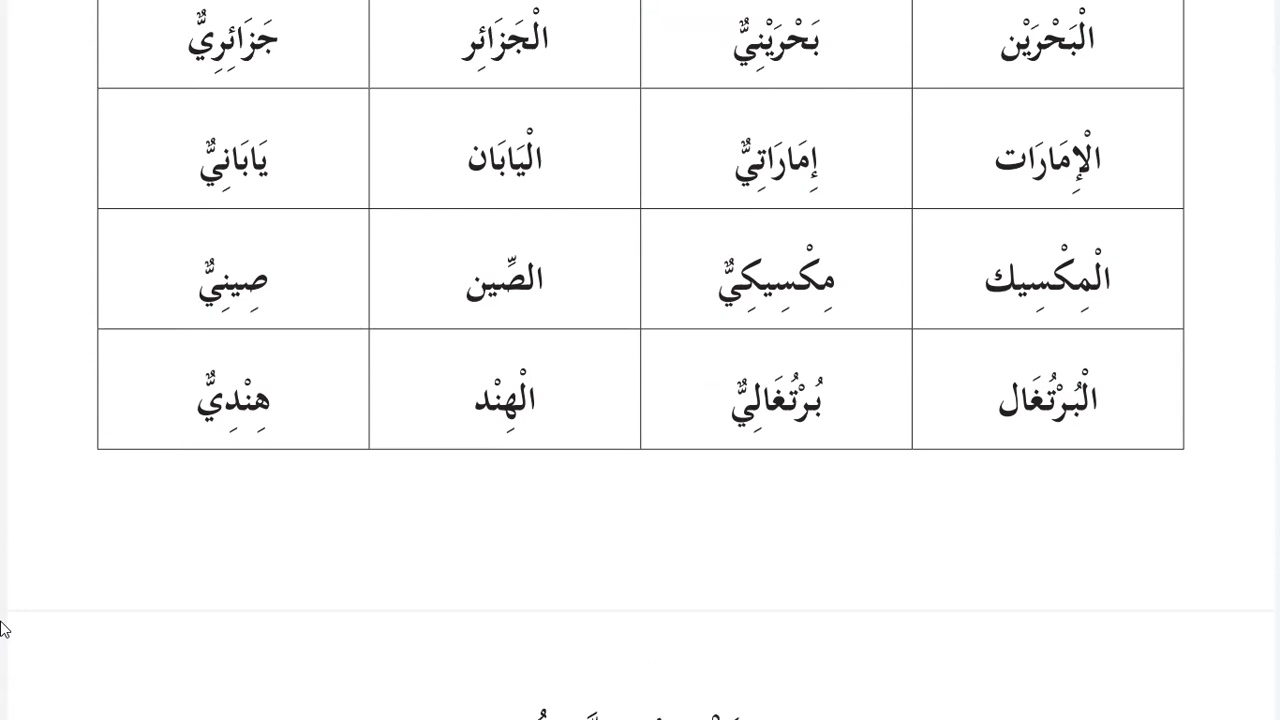 الْبَحْرَيْن بَحْرَيْنِيٌّ الْجَزَائِر جَزَائِرِيٌّ
الْإِمَارَات إِمَارَاتِيٌّ الْيَابَان يَابَانِيٌّ
الْمِكْسِيك مِكْسِيكِيٌّ الصِّين صِينِيٌّ
الْبُرْتُغَال بُرْتُغَالِيٌّ الْهِنْد هِنْدِيٌّ